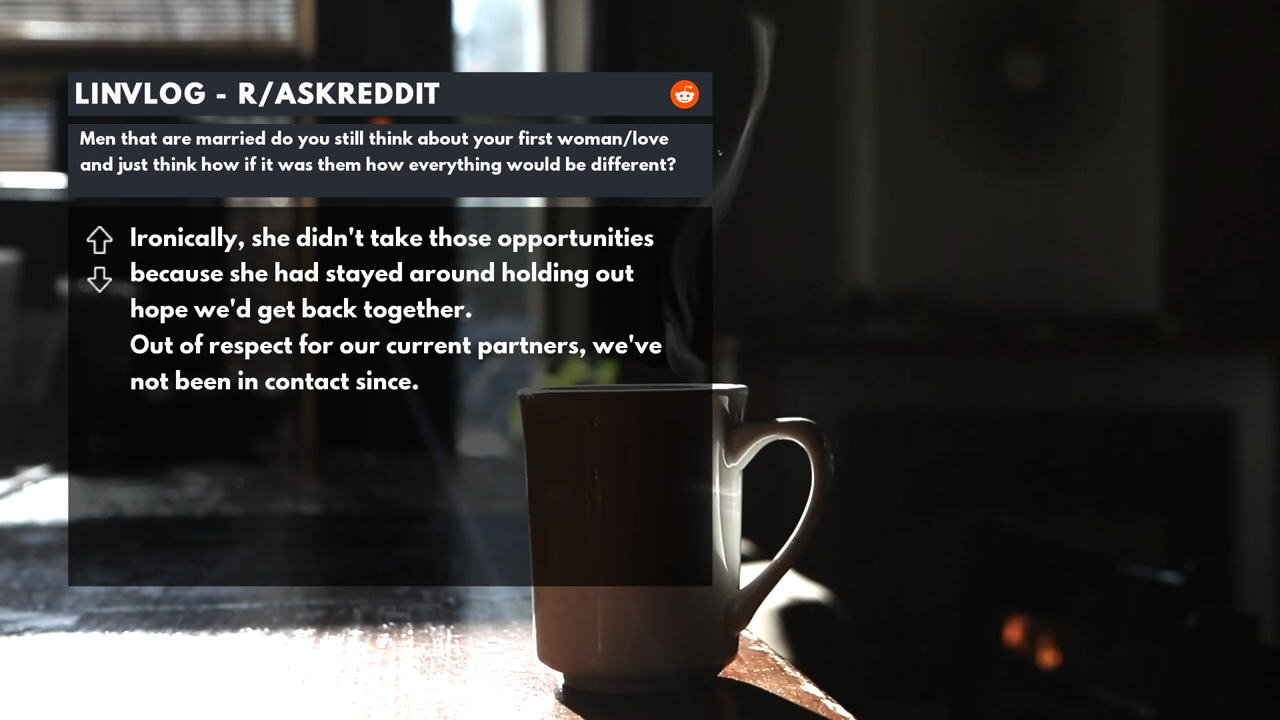 LINVLOG - R/ASKREDDIT
Men that are married do you still think about your first woman/love
and just think how if it was them how everything would be different?
Ironically, she didn't take those opportunities
because she had stayed around holding out
hope we'd get back together.
Out of respect for our current partners, we've
not been in contact since.